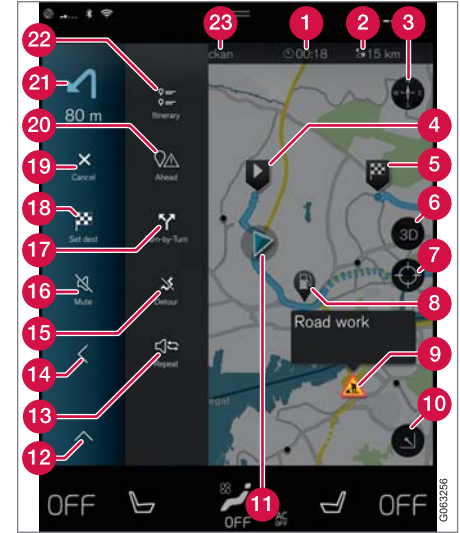 23 1 2 3
ckan 00:18 15 km
22
21
Itinerary
80 m
W E
4
20
5
19
Cancel
Ahead
18
6
3D
Set dest
17
Turn-by-Turn
7
16
8
Mute
15
Detour
11
Road work
14
9
Repeat
13
egat
10
12
OFF
OFF
AC
OFF
OFF
G063256